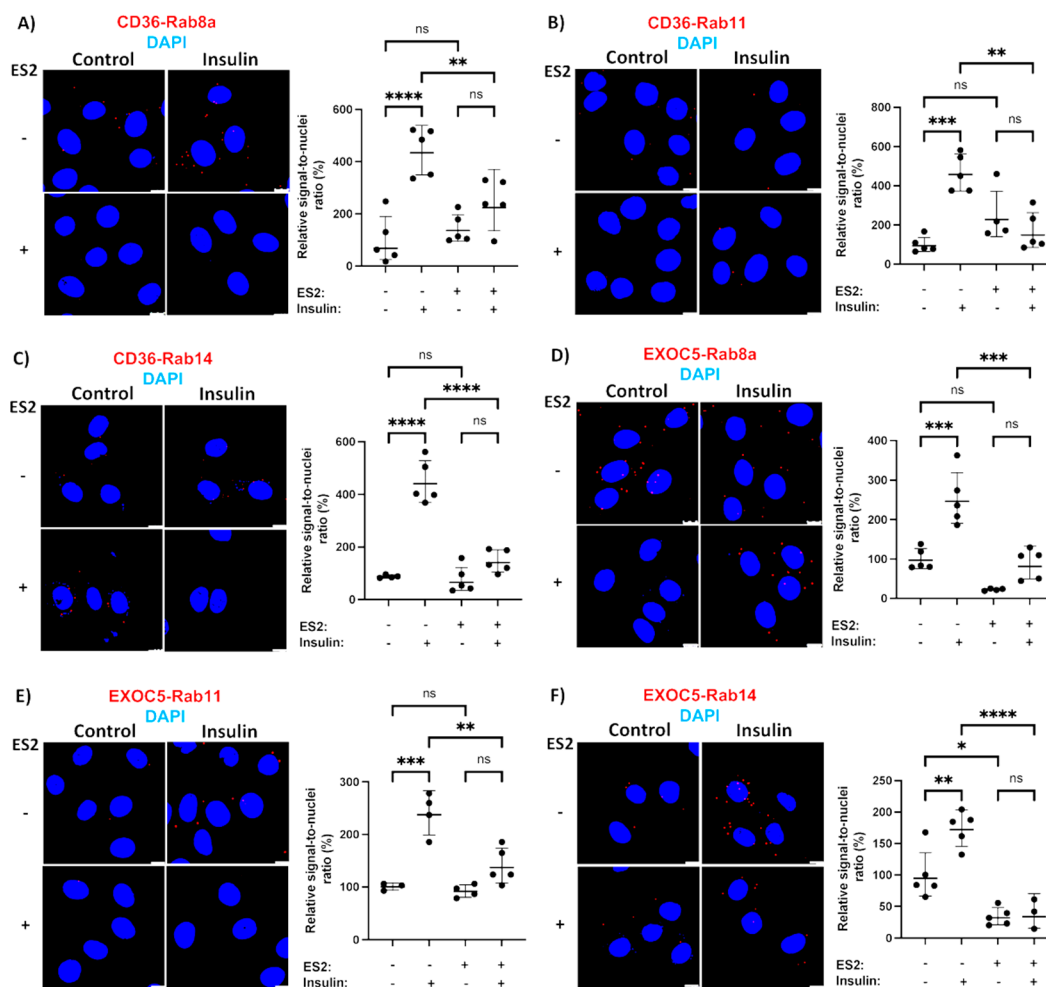 A)
CD36-Rab8a
DAPI
ES2
Control
Insulin
-
+
ns
**
****
ns
Relative signal-to-nuclei
ratio (%)
600
400
200
0
ES2: - - + +
Insulin: - + - +
B)
CD36-Rab11
DAPI
ES2
Control
Insulin
-
+
**
ns
***
ns
Relative signal-to-nuclei
ratio (%)
800
600
400
200
0
ES2: - - + +
Insulin: - + - +
C)
CD36-Rab14
DAPI
ES2
Control
Insulin
-
+
ns
****
****
ns
Relative signal-to-nuclei
ratio (%)
600
400
200
0
ES2: - - + +
Insulin: - + - +
D)
EXOC5-Rab8a
DAPI
ES2
Control
Insulin
-
+
***
ns
***
ns
Relative signal-to-nuclei
ratio (%)
400
300
200
100
0
ES2: - - + +
Insulin: - + - +
E)
EXOC5-Rab11
DAPI
ES2
Control
Insulin
-
+
ns
**
***
ns
Relative signal-to-nuclei
ratio (%)
300
200
100
0
ES2: - - + +
Insulin: - + - +
F)
EXOC5-Rab14
DAPI
ES2
Control
Insulin
-
+
****
*
**
ns
Relative signal-to-nuclei
ratio (%)
250
200
150
100
50
0
ES2: - - + +
Insulin: - + - +